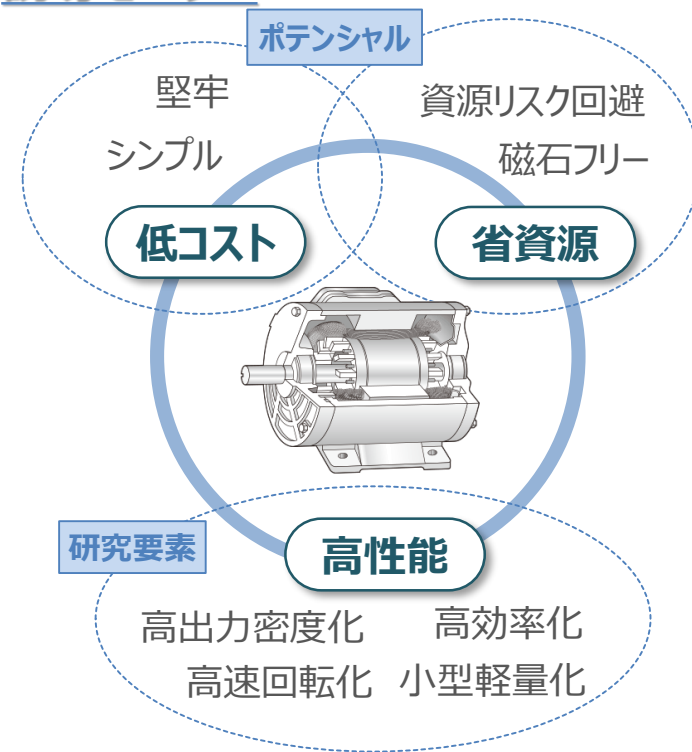 ポテンシャル
堅牢
シンプル
資源リスク回避
磁石フリー
低コスト
省資源
研究要素
高性能
高出力密度化
高効率化
高速回転化
小型軽量化